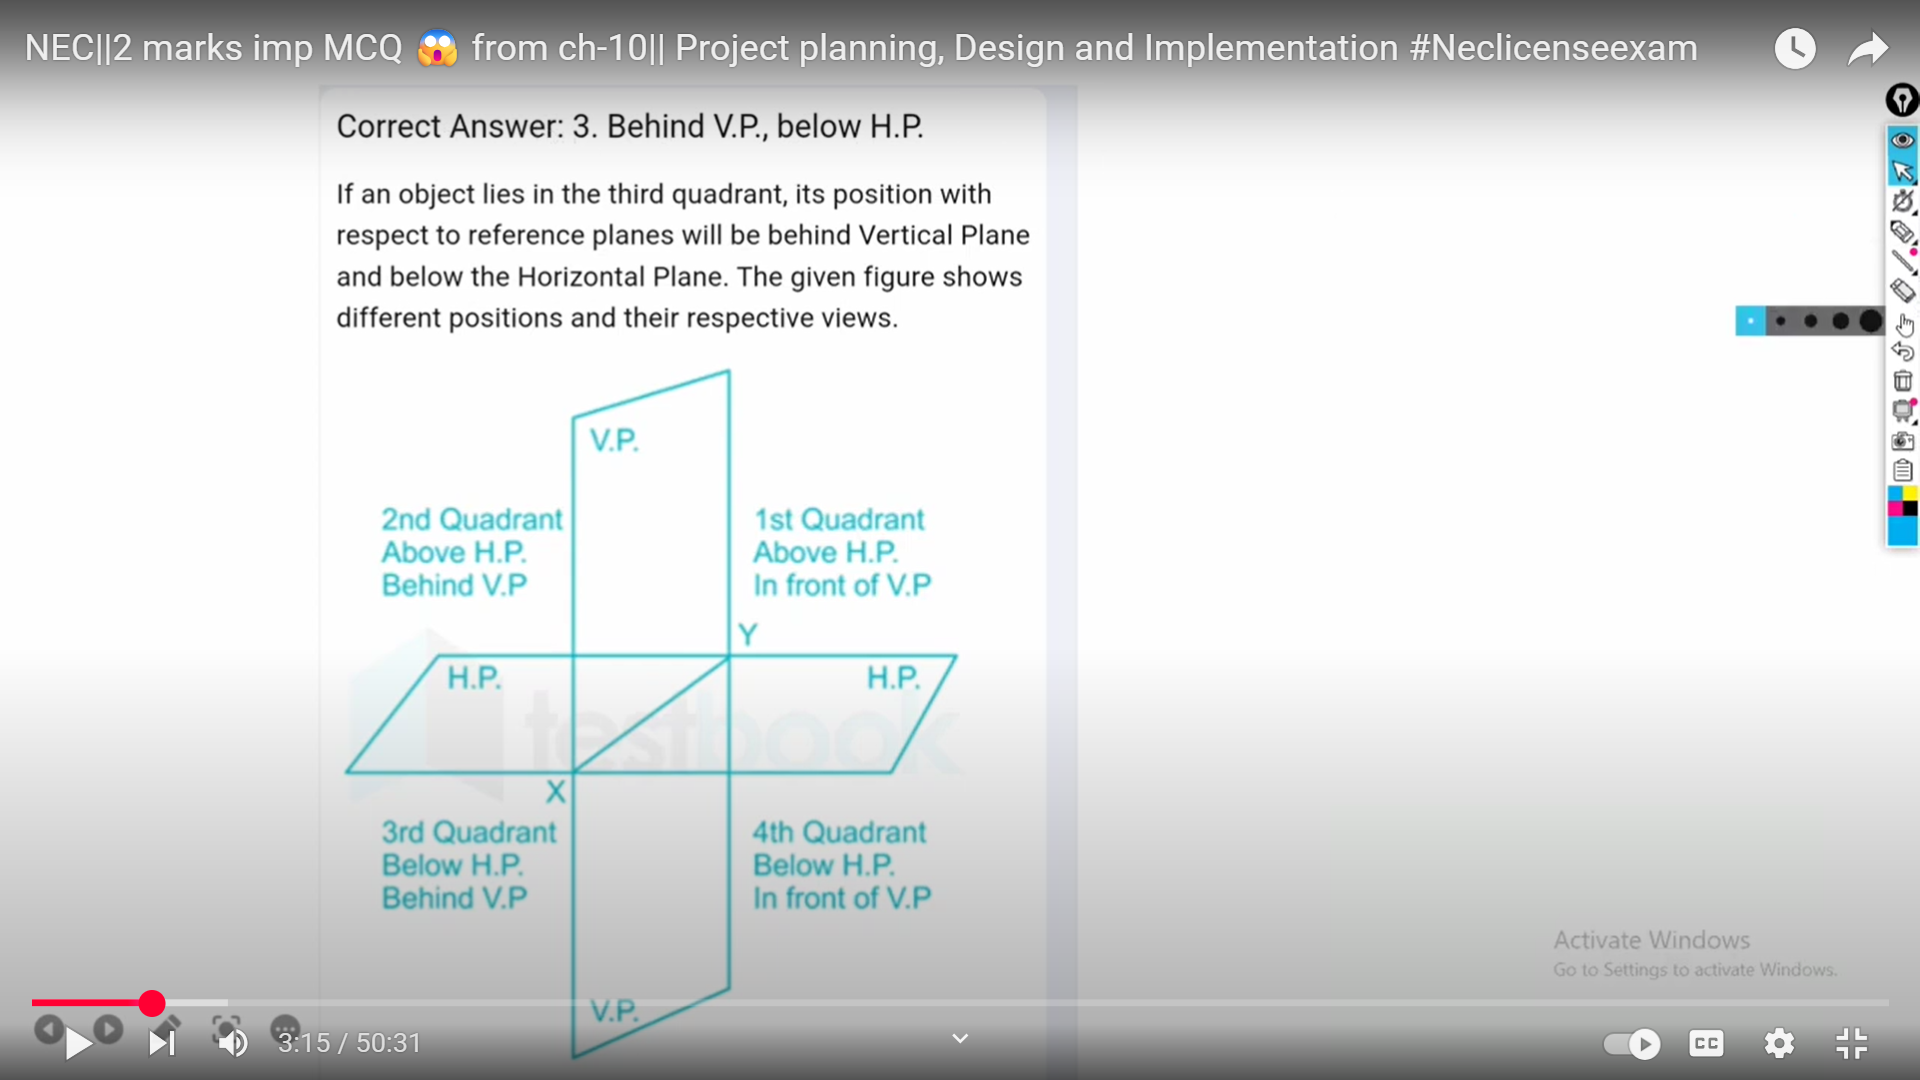 NEC||2 marks imp MCQ 😱 from ch-10|| Project planning, Design and Implementation #Neclicenseexam
Correct Answer: 3. Behind V.P., below H.P.
If an object lies in the third quadrant, its position with
respect to reference planes will be behind Vertical Plane
and below the Horizontal Plane. The given figure shows
different positions and their respective views.
V.P.
2nd Quadrant
Above H.P.
Behind V.P
1st Quadrant
Above H.P.
In front of V.P
Y
H.P.
H.P.
testbook
X
3rd Quadrant
Below H.P.
Behind V.P
4th Quadrant
Below H.P.
In front of V.P
V.P.
Activate Windows
Go to Settings to activate Windows.
3:15 / 50:31
CC